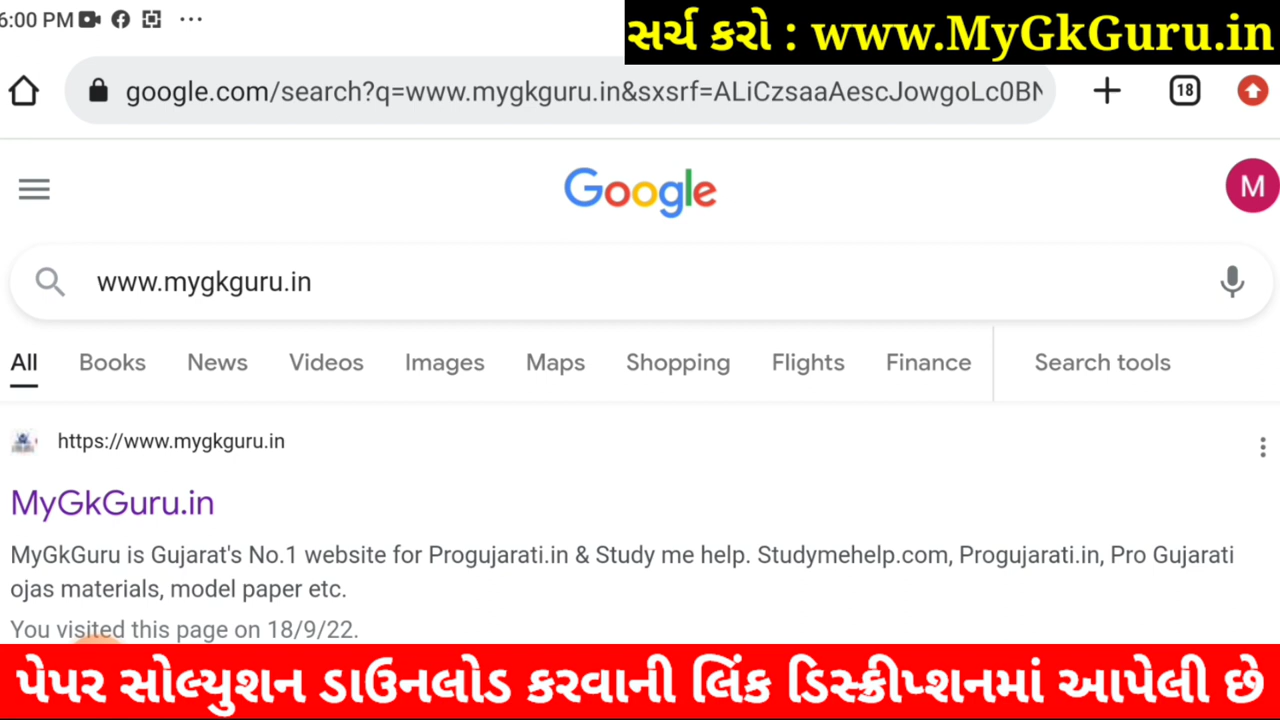 6:00 PM
સર્ચ કરો : www.MyGkGuru.in
google.com/search?q=www.mygkguru.in&sxsrf=ALiCzsaaAescJowgoLc0BN
18
Google
M
www.mygkguru.in
All Books News Videos Images Maps Shopping Flights Finance Search tools
https://www.mygkguru.in
MyGkGuru.in
MyGkGuru is Gujarat's No.1 website for Progujarati.in & Study me help. Studymehelp.com, Progujarati.in, Pro Gujarati
ojas materials, model paper etc.
You visited this page on 18/9/22.
પેપર સોલ્યુશન ડાઉનલોડ કરવાની લિંક ડિસ્ક્રીપ્શનમાં આપેલી છે